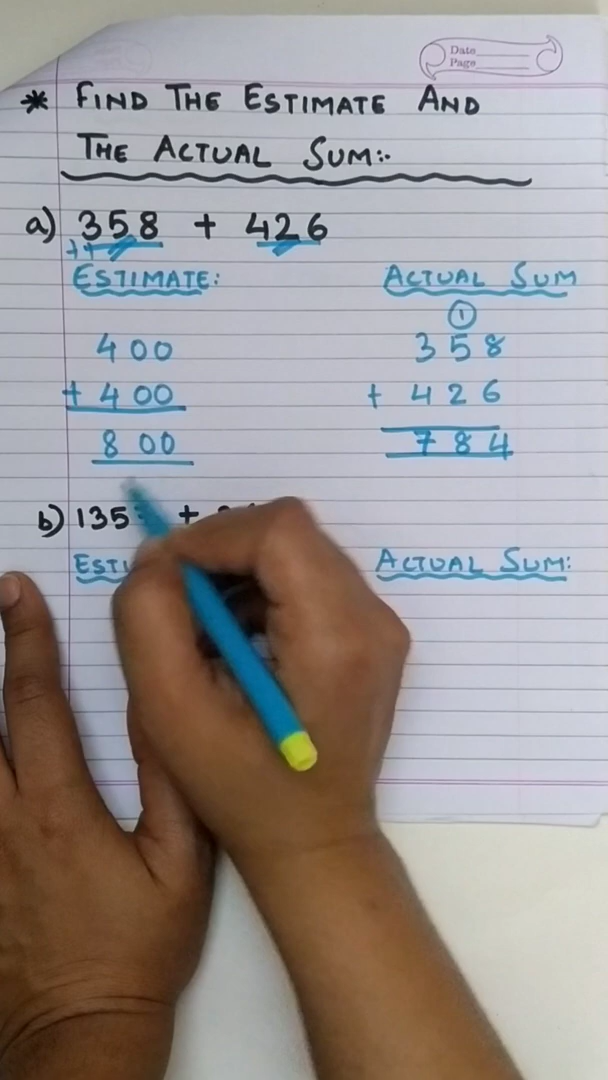 Date
Page
* FIND THE ESTIMATE AND
THE ACTUAL SUM:-
a) 358 + 426
ESTIMATE:
400
+ 400
800
ACTUAL SUM
1
358
+ 426
784
b) 135 +
ACTUAL SUM: